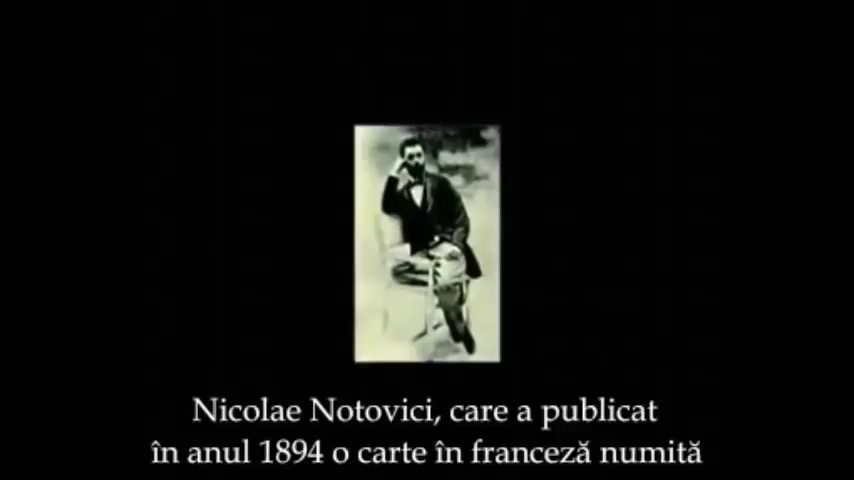 Nicolae Notovici, care a publicat
în anul 1894 o carte în franceză numită